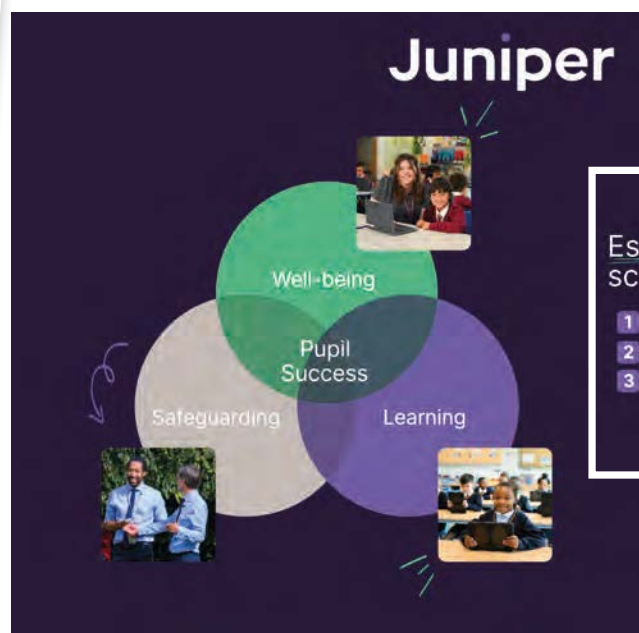 Juniper
Well-being
Pupil
Success
Safeguarding
Learning
Es
sc
1
2
3